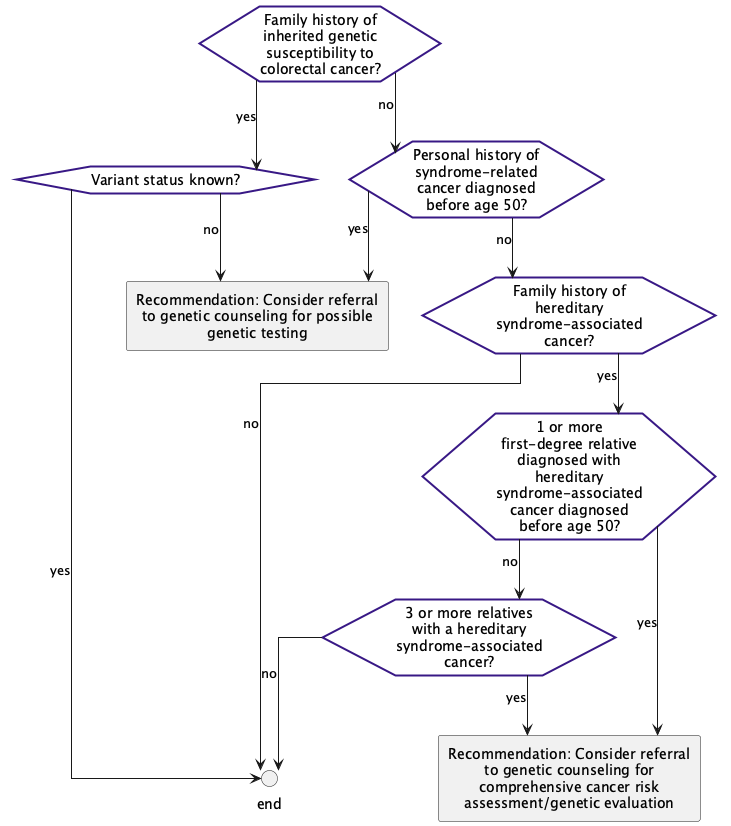 Family history of
inherited genetic
susceptibility to
colorectal cancer?
yes
no
Variant status known?
Personal history of
syndrome-related
cancer diagnosed
before age 50?
no
yes
no
Recommendation: Consider referral
to genetic counseling for possible
genetic testing
Family history of
hereditary
syndrome-associated
cancer?
yes
no
1 or more
first-degree relative
diagnosed with
hereditary
syndrome-associated
cancer diagnosed
before age 50?
no
yes
yes
3 or more relatives
with a hereditary
syndrome-associated
cancer?
no
yes
Recommendation: Consider referral
to genetic counseling for
comprehensive cancer risk
assessment/genetic evaluation
end